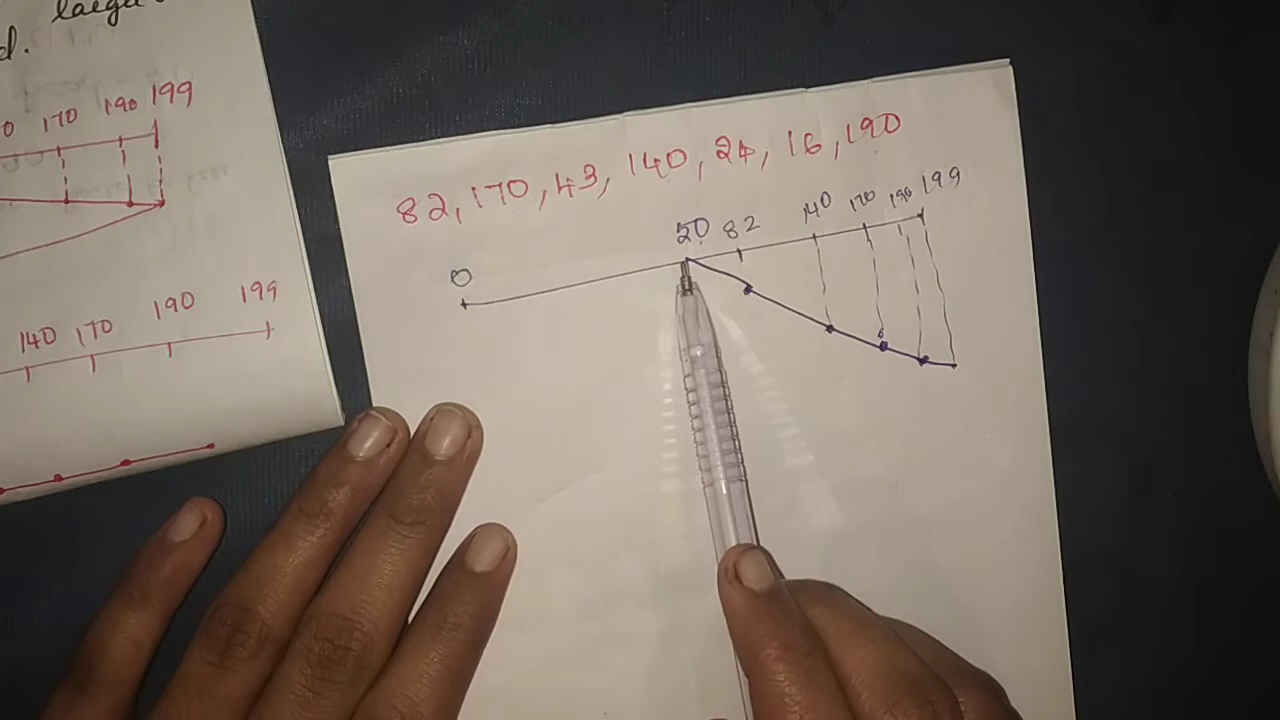 d.
170 190 199
140 170 190 199
82, 170, 43, 140, 24, 16, 190
0 50 82 140 170 190 199